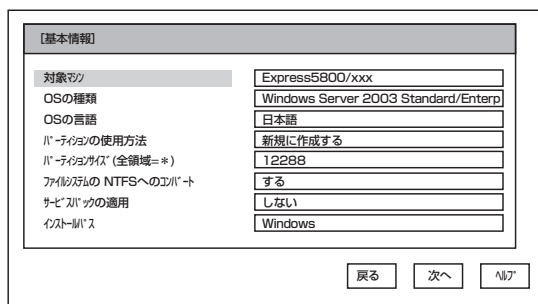 [基本情報]
対象ﾏｼﾝ Express5800/xxx
OSの種類 Windows Server 2003 Standard/Enterp
OSの言語 日本語
ﾊﾟｰﾃｨｼｮﾝの使用方法 新規に作成する
ﾊﾟｰﾃｨｼｮﾝｻｲｽﾞ(全領域=＊) 12288
ﾌｧｲﾙｼｽﾃﾑの NTFSへのｺﾝﾊﾞｰﾄ する
ｻｰﾋﾞｽﾊﾟｯｸの適用 しない
ｲﾝｽﾄｰﾙﾊﾟｽ Windows
戻る 次へ ﾍﾙﾌﾟ